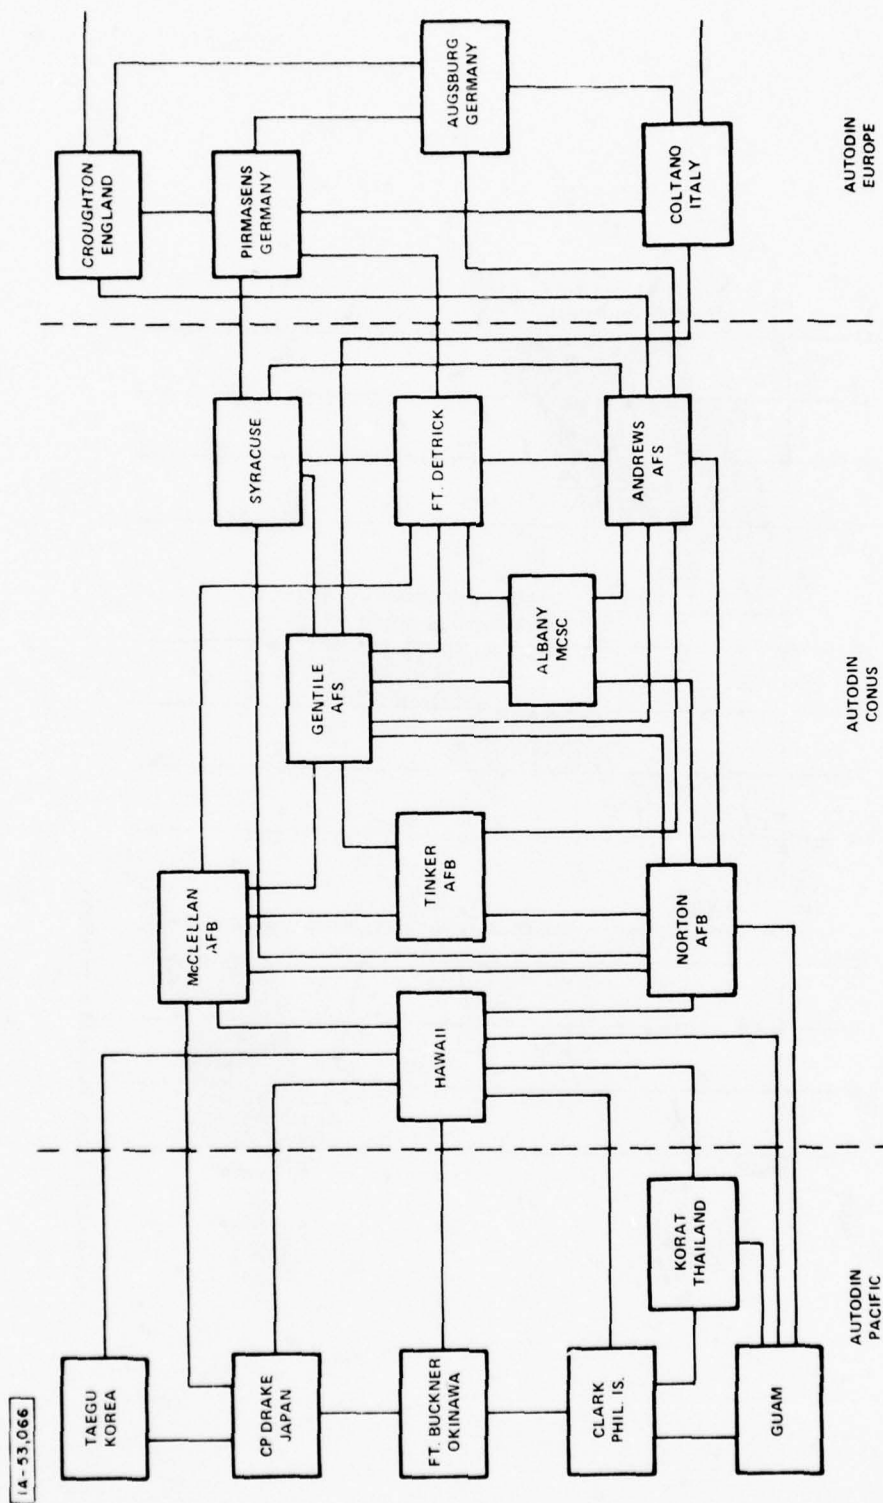 IA-53,066
TAEGU
KOREA
CP DRAKE
JAPAN
FT. BUCKNER
OKINAWA
CLARK
PHIL. IS.
KORAT
THAILAND
GUAM
AUTODIN
PACIFIC
McCLELLAN
AFB
HAWAII
TINKER
AFB
NORTON
AFB
GENTILE
AFS
ALBANY
MCSC
SYRACUSE
FT. DETRICK
ANDREWS
AFS
AUTODIN
CONUS
CROUGHTON
ENGLAND
PIRMASENS
GERMANY
AUGSBURG
GERMANY
COLTANO
ITALY
AUTODIN
EUROPE